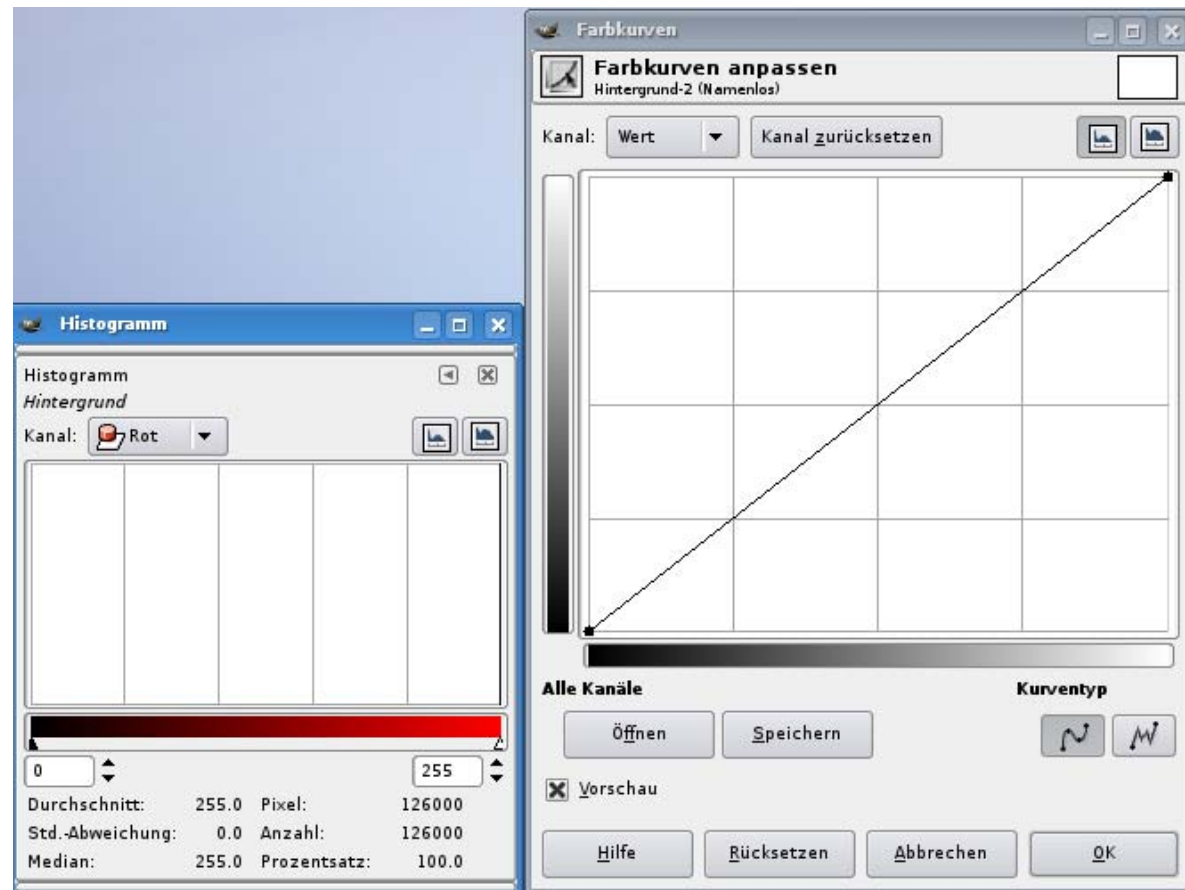 Farbkurven
Farbkurven anpassen
Hintergrund-2 (Namenlos)
Kanal: Wert Kanal zurücksetzen
Histogramm
Histogramm
Hintergrund
Kanal: Rot
0 255
Durchschnitt: 255.0 Pixel: 126000
Std.-Abweichung: 0.0 Anzahl: 126000
Median: 255.0 Prozentsatz: 100.0
Alle Kanäle Kurventyp
Öffnen Speichern
Vorschau
Hilfe Rücksetzen Abbrechen OK